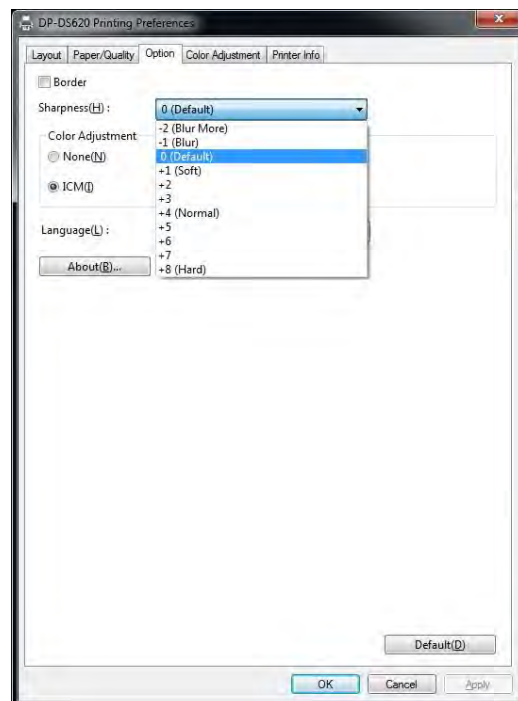 DP-DS620 Printing Preferences
Layout Paper/Quality Option Color Adjustment Printer Info
Border
Sharpness(H) : 0 (Default)
-2 (Blur More)
-1 (Blur)
0 (Default)
+1 (Soft)
+2
+3
+4 (Normal)
+5
+6
+7
+8 (Hard)
Color Adjustment
None(N)
ICM(I)
Language(L) :
About(B)...
Default(D)
OK Cancel Apply